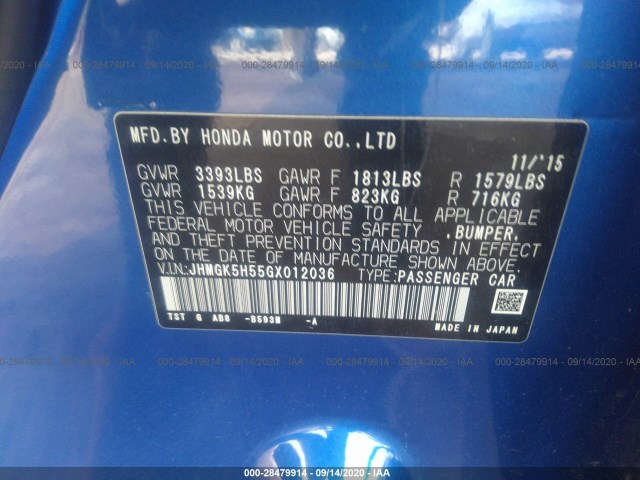 000-28479914 - 09/14/2020 - IAA
MFD.BY HONDA MOTOR CO.,LTD
11/'15
GVWR 3393LBS GAWR F 1813LBS R 1579LBS
GVWR 1539KG GAWR F 823KG R 716KG
THIS VEHICLE CONFORMS TO ALL APPLICABLE
FEDERAL MOTOR VEHICLE SAFETY ,BUMPER,
AND THEFT PREVENTION STANDARDS IN EFFECT
ON THE DATE OF MANUFACTURE SHOWN ABOVE.
V.I.N:JHMGK5H55GX012036 TYPE:PASSENGER CAR
TST G AB8 -B593M -A
MADE IN JAPAN
000-28479914 - 09/14/2020 - IAA